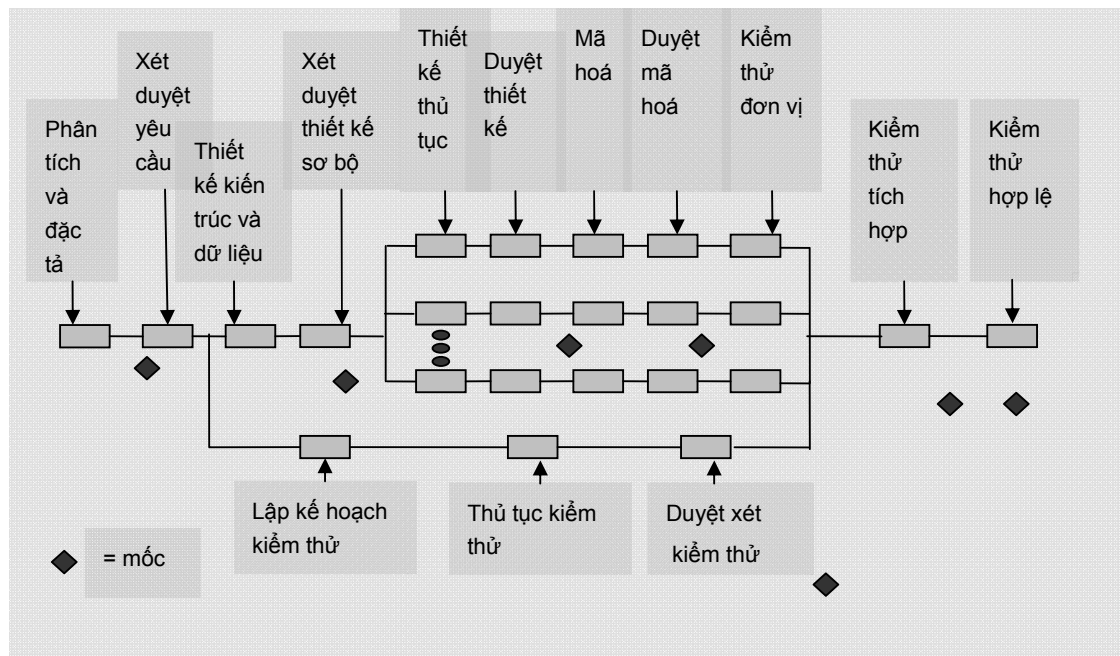 Phân
tích
và
đặc
tả
Xét
duyệt
yêu
cầu
Thiết
kế kiến
trúc và
dữ liệu
Xét
duyệt
thiết kế
sơ bộ
Thiết
kế
thủ
tục
Duyệt
thiết
kế
Mã
hoá
Duyệt
mã
hoá
Kiểm
thử
đơn vị
Kiểm
thử
tích
hợp
Kiểm
thử
hợp lệ
Lập kế hoạch
kiểm thử
Thủ tục kiểm
thử
Duyệt xét
kiểm thử
= mốc